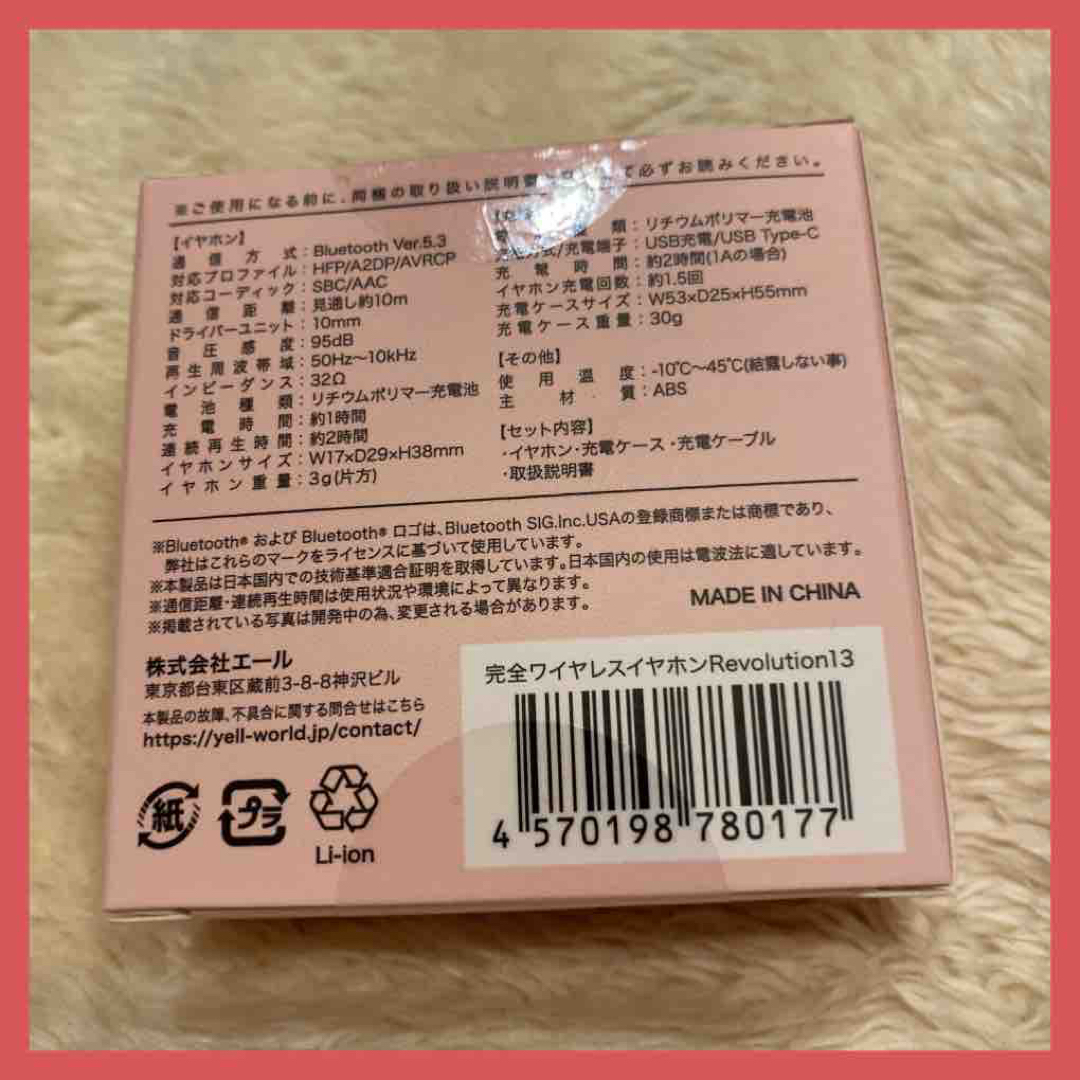 ※ご使用になる前に、同梱の取り扱い説明書 て必ずお読みください。
【イヤホン】
通信方式：Bluetooth Ver.5.3
対応プロファイル：HFP/A2DP/AVRCP
対応コーディック：SBC/AAC
通信距離：見通し約10m
ドライバーユニット：10mm
音圧感度：95dB
再生周波帯域：50Hz～10kHz
インピーダンス：32Ω
電池種類：リチウムポリマー充電池
充電時間：約1時間
連続再生時間：約2時間
イヤホンサイズ：W17×D29×H38mm
イヤホン重量：3g(片方)
類：リチウムポリマー充電池
方式/充電端子：USB充電/USB Type-C
充電時間：約2時間(1Aの場合)
イヤホン充電回数：約1.5回
充電ケースサイズ：W53×D25×H55mm
充電ケース重量：30g
【その他】
使用温度：-10℃～45℃(結露しない事)
主材質：ABS
【セット内容】
・イヤホン・充電ケース・充電ケーブル
・取扱説明書
※Bluetooth® および Bluetooth® ロゴは、Bluetooth SIG.Inc.USAの登録商標または商標であり、
弊社はこれらのマークをライセンスに基づいて使用しています。
※本製品は日本国内での技術基準適合証明を取得しています。日本国内の使用は電波法に適しています。
※通信距離・連続再生時間は使用状況や環境によって異なります。
※掲載されている写真は開発中の為、変更される場合があります。
MADE IN CHINA
株式会社エール
東京都台東区蔵前3-8-8神沢ビル
本製品の故障、不具合に関する問合せはこちら
https://yell-world.jp/contact/
紙
プラ
Li-ion
完全ワイヤレスイヤホンRevolution13
4 570198 780177